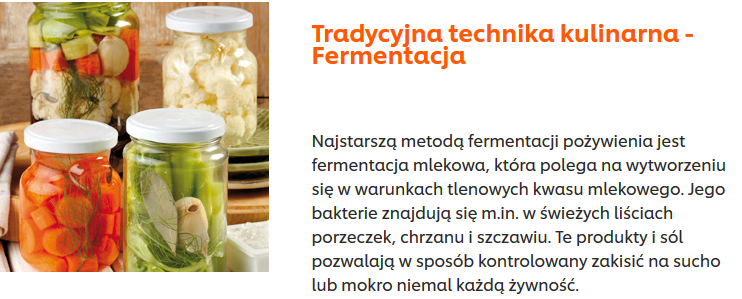 Tradycyjna technika kulinarna -
Fermentacja
Najstarszą metodą fermentacji pożywienia jest
fermentacja mlekowa, która polega na wytworzeniu
się w warunkach tlenowych kwasu mlekowego. Jego
bakterie znajdują się m.in. w świeżych liściach
porzeczek, chrzanu i szczawiu. Te produkty i sól
pozwalają w sposób kontrolowany zakisić na sucho
lub mokro niemal każdą żywność.